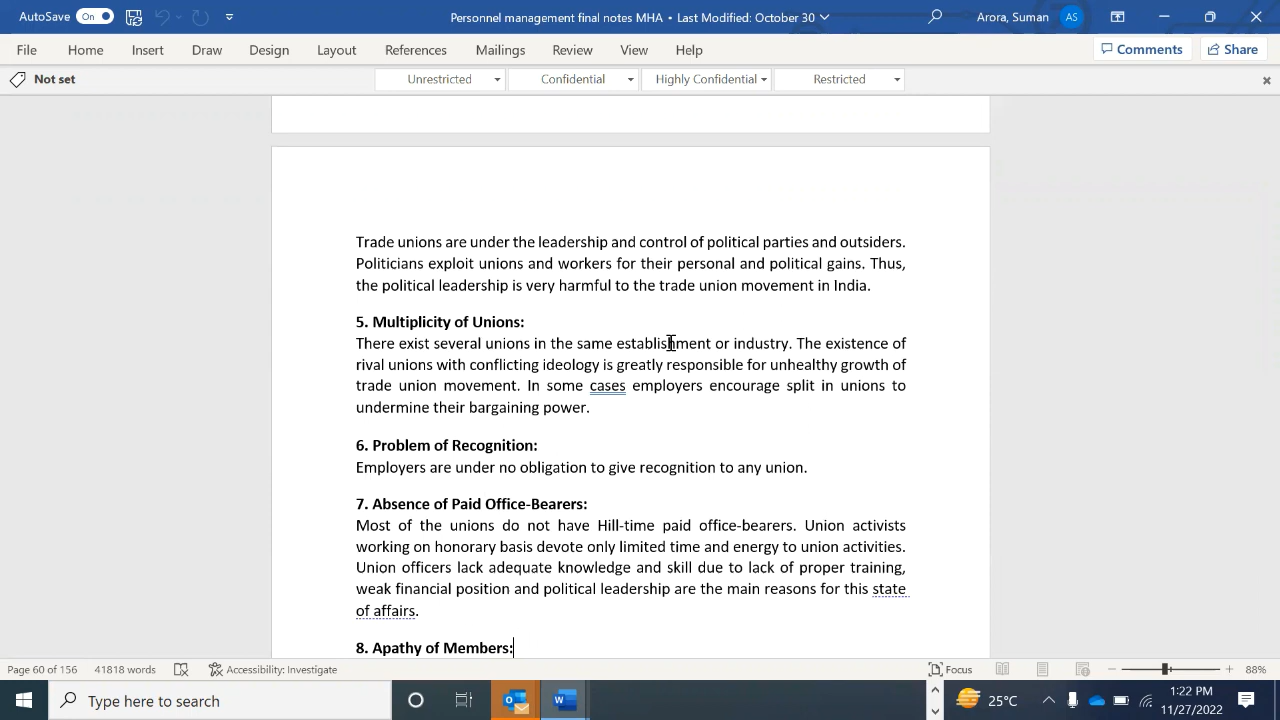 AutoSave On Personnel management final notes MHA • Last Modified: October 30 Arora, Suman AS
File Home Insert Draw Design Layout References Mailings Review View Help Comments Share
Not set Unrestricted Confidential Highly Confidential Restricted
Trade unions are under the leadership and control of political parties and outsiders.
Politicians exploit unions and workers for their personal and political gains. Thus,
the political leadership is very harmful to the trade union movement in India.
5. Multiplicity of Unions:
There exist several unions in the same establishment or industry. The existence of
rival unions with conflicting ideology is greatly responsible for unhealthy growth of
trade union movement. In some cases employers encourage split in unions to
undermine their bargaining power.
6. Problem of Recognition:
Employers are under no obligation to give recognition to any union.
7. Absence of Paid Office-Bearers:
Most of the unions do not have Hill-time paid office-bearers. Union activists
working on honorary basis devote only limited time and energy to union activities.
Union officers lack adequate knowledge and skill due to lack of proper training,
weak financial position and political leadership are the main reasons for this state
of affairs.
8. Apathy of Members:
Page 60 of 156 41818 words Accessibility: Investigate Focus 88%
Type here to search 25°C 1:22 PM
11/27/2022